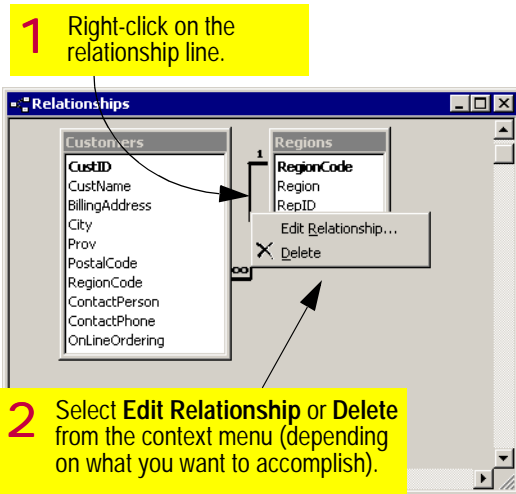 1 Right-click on the
relationship line.
Relationships
Customers
CustID
CustName
BillingAddress
City
Prov
PostalCode
RegionCode
ContactPerson
ContactPhone
OnLineOrdering
1
∞
Regions
RegionCode
Region
RepID
Edit Relationship...
Delete
2 Select Edit Relationship or Delete
from the context menu (depending
on what you want to accomplish).